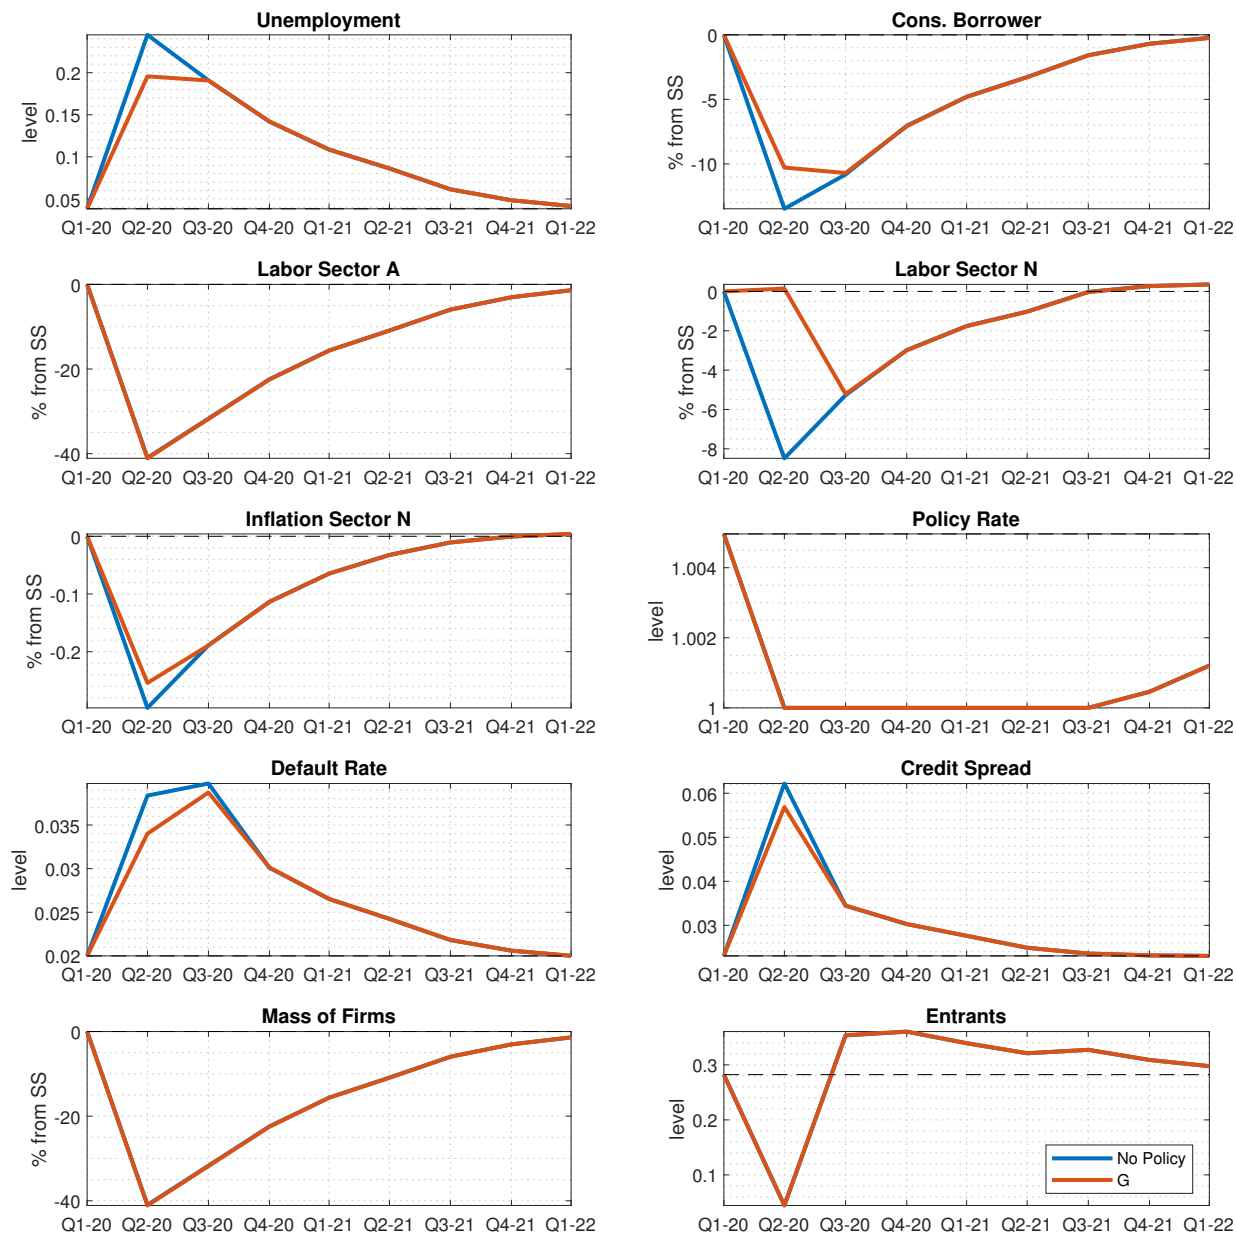 Unemployment
level
0.2
0.15
0.1
0.05
Q1-20 Q2-20 Q3-20 Q4-20 Q1-21 Q2-21 Q3-21 Q4-21 Q1-22
Cons. Borrower
% from SS
0
-5
-10
Q1-20 Q2-20 Q3-20 Q4-20 Q1-21 Q2-21 Q3-21 Q4-21 Q1-22
Labor Sector A
% from SS
0
-20
-40
Q1-20 Q2-20 Q3-20 Q4-20 Q1-21 Q2-21 Q3-21 Q4-21 Q1-22
Labor Sector N
% from SS
0
-2
-4
-6
-8
Q1-20 Q2-20 Q3-20 Q4-20 Q1-21 Q2-21 Q3-21 Q4-21 Q1-22
Inflation Sector N
% from SS
0
-0.1
-0.2
Q1-20 Q2-20 Q3-20 Q4-20 Q1-21 Q2-21 Q3-21 Q4-21 Q1-22
Policy Rate
level
1.004
1.002
1
Q1-20 Q2-20 Q3-20 Q4-20 Q1-21 Q2-21 Q3-21 Q4-21 Q1-22
Default Rate
level
0.035
0.03
0.025
0.02
Q1-20 Q2-20 Q3-20 Q4-20 Q1-21 Q2-21 Q3-21 Q4-21 Q1-22
Credit Spread
level
0.06
0.05
0.04
0.03
Q1-20 Q2-20 Q3-20 Q4-20 Q1-21 Q2-21 Q3-21 Q4-21 Q1-22
Mass of Firms
% from SS
0
-20
-40
Q1-20 Q2-20 Q3-20 Q4-20 Q1-21 Q2-21 Q3-21 Q4-21 Q1-22
Entrants
level
0.3
0.2
0.1
No Policy
G
Q1-20 Q2-20 Q3-20 Q4-20 Q1-21 Q2-21 Q3-21 Q4-21 Q1-22